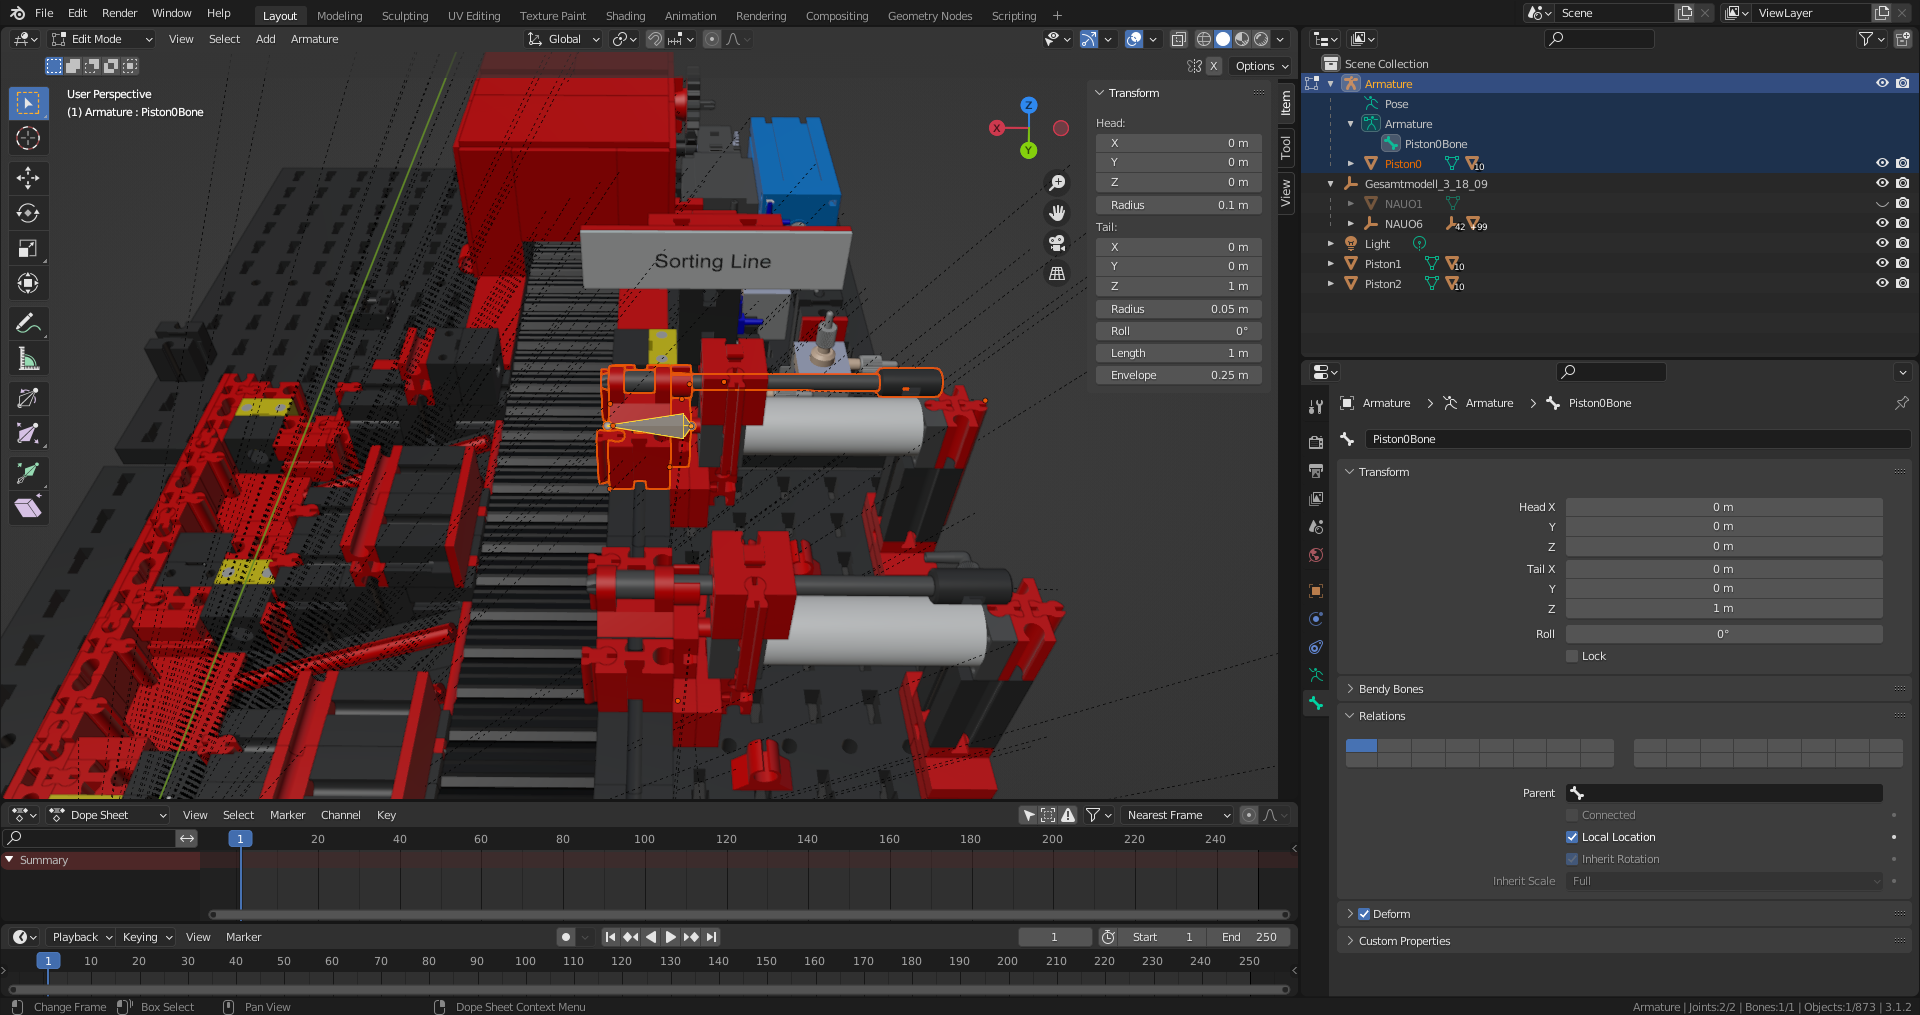 File Edit Render Window Help
Layout Modeling Sculpting UV Editing Texture Paint Shading Animation Rendering Compositing Geometry Nodes Scripting +
Scene
ViewLayer
Edit Mode View Select Add Armature
Global
X Options
User Perspective
(1) Armature : Piston0Bone
Sorting Line
Z
X
Y
Item
Tool
View
Transform
Head:
X 0 m
Y 0 m
Z 0 m
Radius 0.1 m
Tail:
X 0 m
Y 0 m
Z 1 m
Radius 0.05 m
Roll 0°
Length 1 m
Envelope 0.25 m
Scene Collection
Armature
Pose
Armature
Piston0Bone
Piston0 10
Gesamtmodell_3_18_09
NAUO1
NAUO6 42 +99
Light
Piston1 10
Piston2 10
Armature Armature Piston0Bone
Piston0Bone
Transform
Head X 0 m
Y 0 m
Z 0 m
Tail X 0 m
Y 0 m
Z 1 m
Roll 0°
Lock
Bendy Bones
Relations
Parent
Connected
Local Location
Inherit Rotation
Inherit Scale Full
Deform
Custom Properties
Dope Sheet View Select Marker Channel Key
Nearest Frame
1 20 40 60 80 100 120 140 160 180 200 220 240
Summary
Playback Keying View Marker
1 Start 1 End 250
1 10 20 30 40 50 60 70 80 90 100 110 120 130 140 150 160 170 180 190 200 210 220 230 240 250
Change Frame Box Select Pan View Dope Sheet Context Menu
Armature | Joints:2/2 | Bones:1/1 | Objects:1/873 | 3.1.2